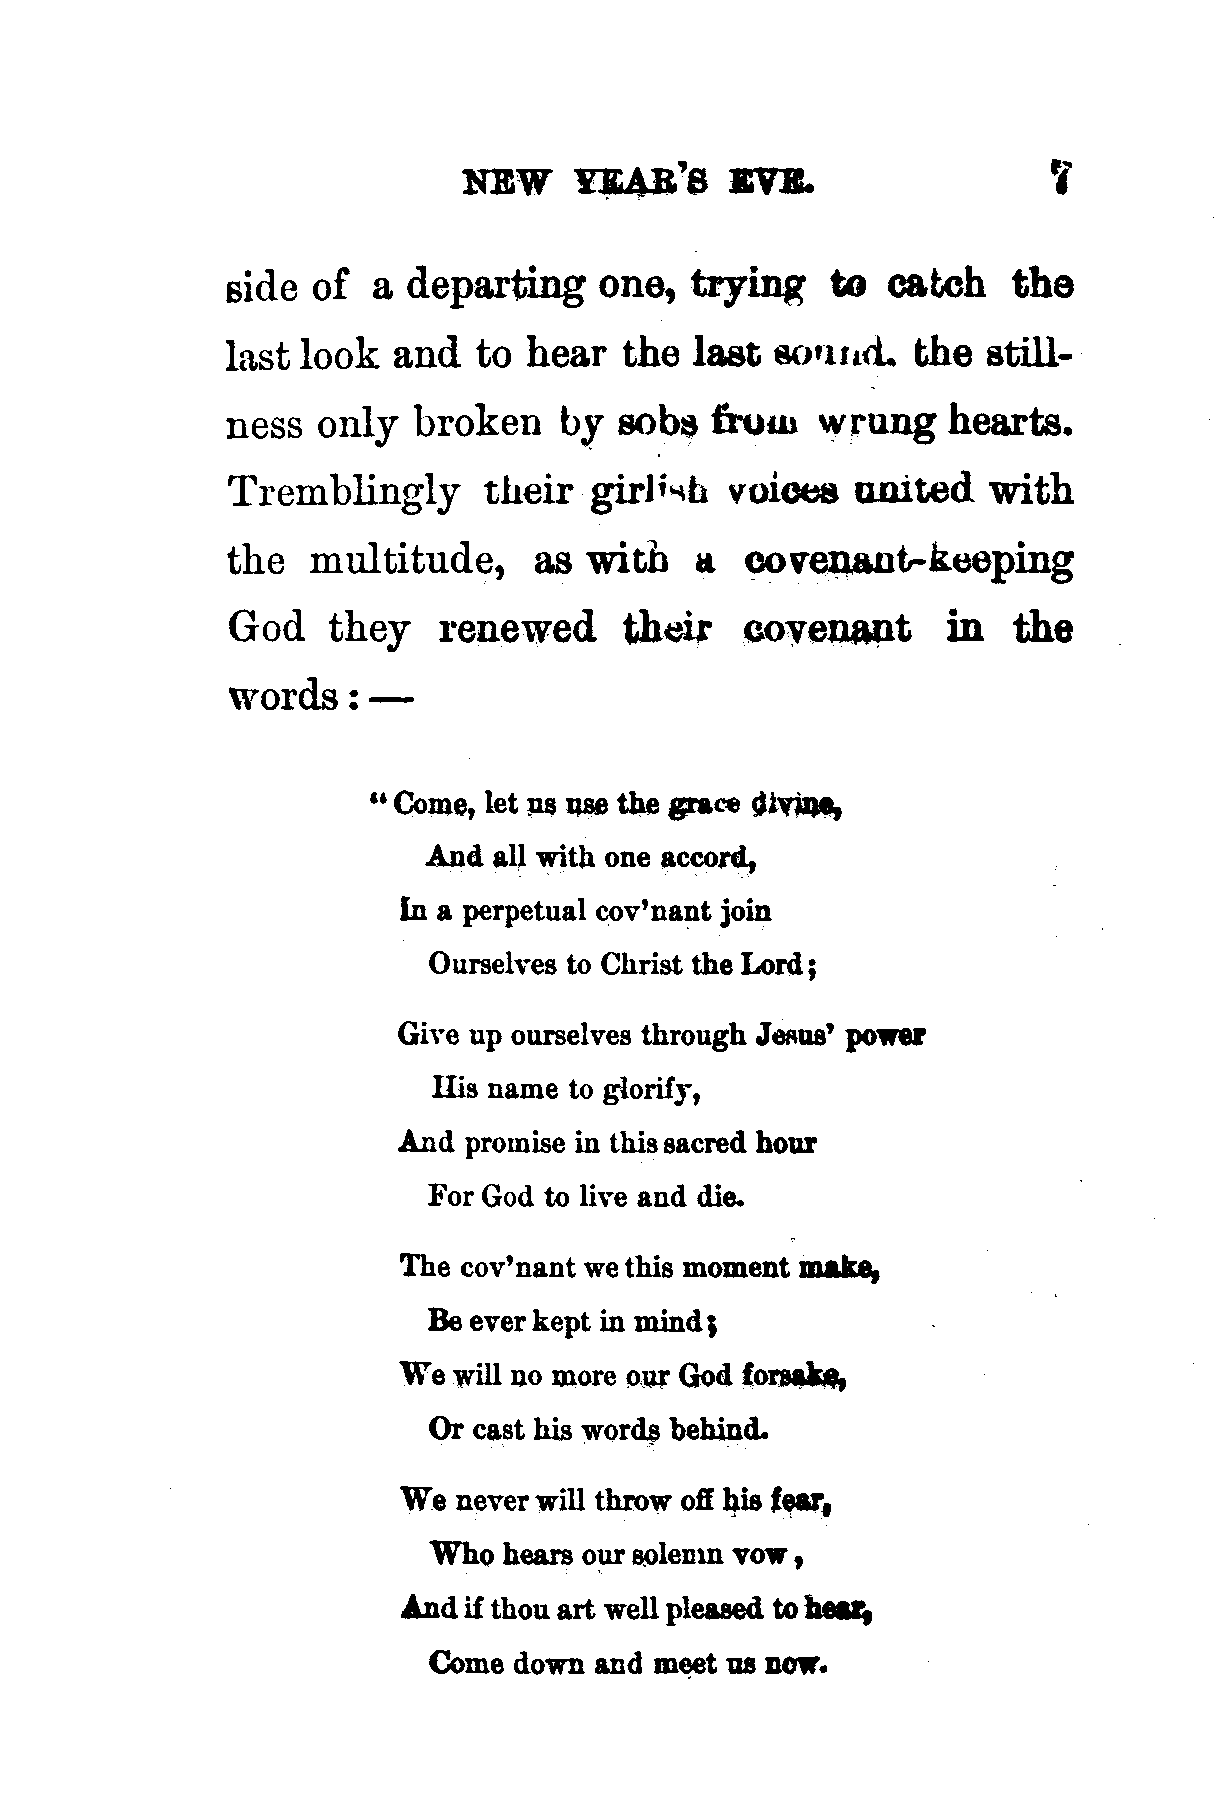 NEW YEAR'S EVE. 7
side of a departing one, trying to catch the
last look and to hear the last sound. the still-
ness only broken by sobs from wrung hearts.
Tremblingly their girlish voices united with
the multitude, as with a covenant-keeping
God they renewed their covenant in the
words : —
“ Come, let us use the grace divine,
And all with one accord,
In a perpetual cov’nant join
Ourselves to Christ the Lord ;
Give up ourselves through Jesus’ power
His name to glorify,
And promise in this sacred hour
For God to live and die.
The cov’nant we this moment make,
Be ever kept in mind ;
We will no more our God forsake,
Or cast his words behind.
We never will throw off his fear,
Who hears our solemn vow ,
And if thou art well pleased to hear,
Come down and meet us now.